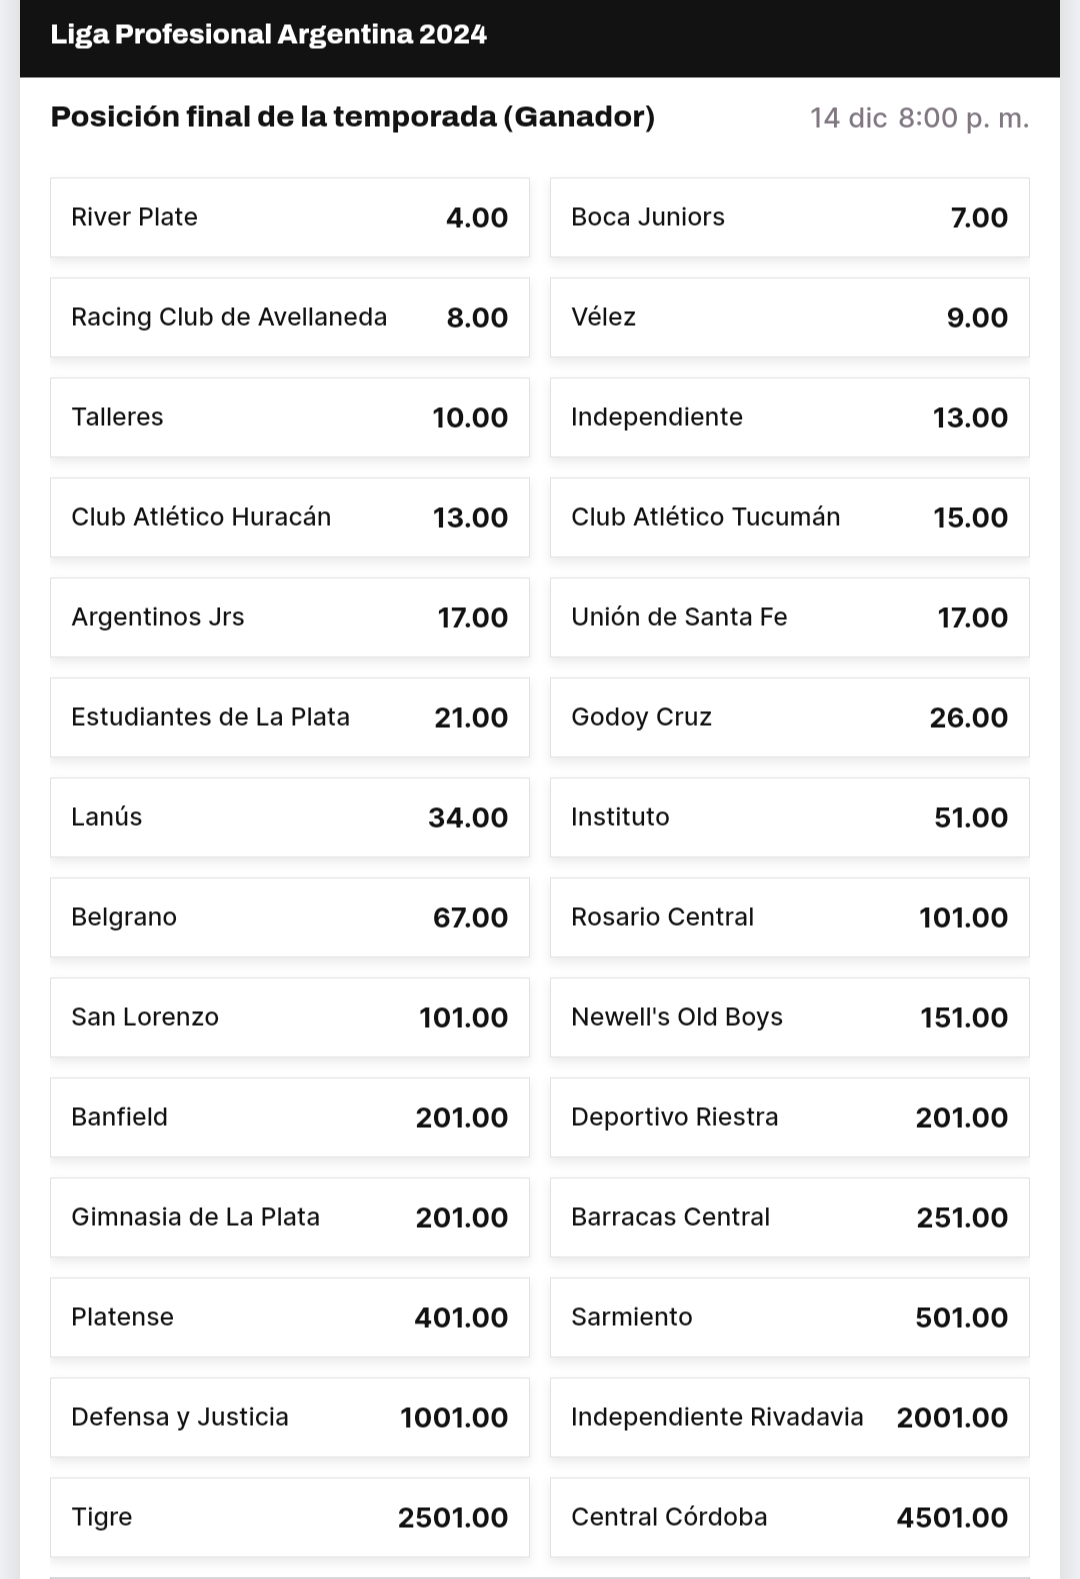 Liga Profesional Argentina 2024
Posición final de la temporada (Ganador) 14 dic 8:00 p. m.
River Plate 4.00 Boca Juniors 7.00
Racing Club de Avellaneda 8.00 Vélez 9.00
Talleres 10.00 Independiente 13.00
Club Atlético Huracán 13.00 Club Atlético Tucumán 15.00
Argentinos Jrs 17.00 Unión de Santa Fe 17.00
Estudiantes de La Plata 21.00 Godoy Cruz 26.00
Lanús 34.00 Instituto 51.00
Belgrano 67.00 Rosario Central 101.00
San Lorenzo 101.00 Newell's Old Boys 151.00
Banfield 201.00 Deportivo Riestra 201.00
Gimnasia de La Plata 201.00 Barracas Central 251.00
Platense 401.00 Sarmiento 501.00
Defensa y Justicia 1001.00 Independiente Rivadavia 2001.00
Tigre 2501.00 Central Córdoba 4501.00